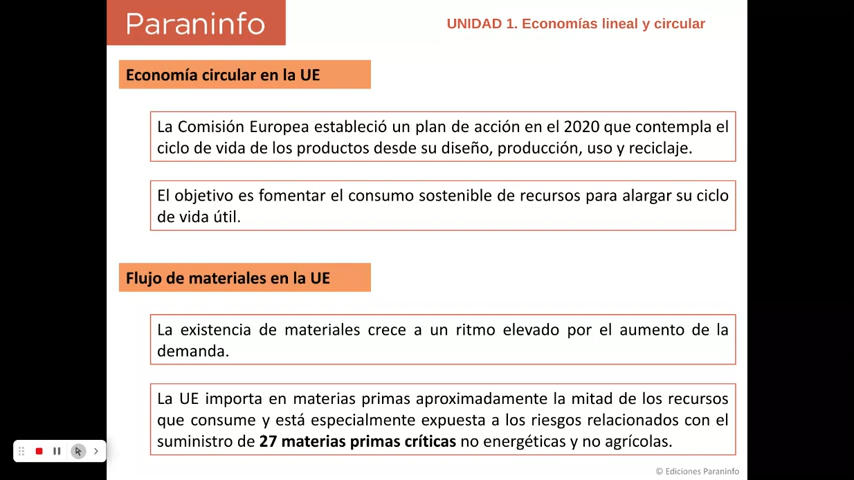 Paraninfo
UNIDAD 1. Economías lineal y circular
Economía circular en la UE
La Comisión Europea estableció un plan de acción en el 2020 que contempla el
ciclo de vida de los productos desde su diseño, producción, uso y reciclaje.
El objetivo es fomentar el consumo sostenible de recursos para alargar su ciclo
de vida útil.
Flujo de materiales en la UE
La existencia de materiales crece a un ritmo elevado por el aumento de la
demanda.
La UE importa en materias primas aproximadamente la mitad de los recursos
que consume y está especialmente expuesta a los riesgos relacionados con el
suministro de 27 materias primas críticas no energéticas y no agrícolas.
© Ediciones Paraninfo